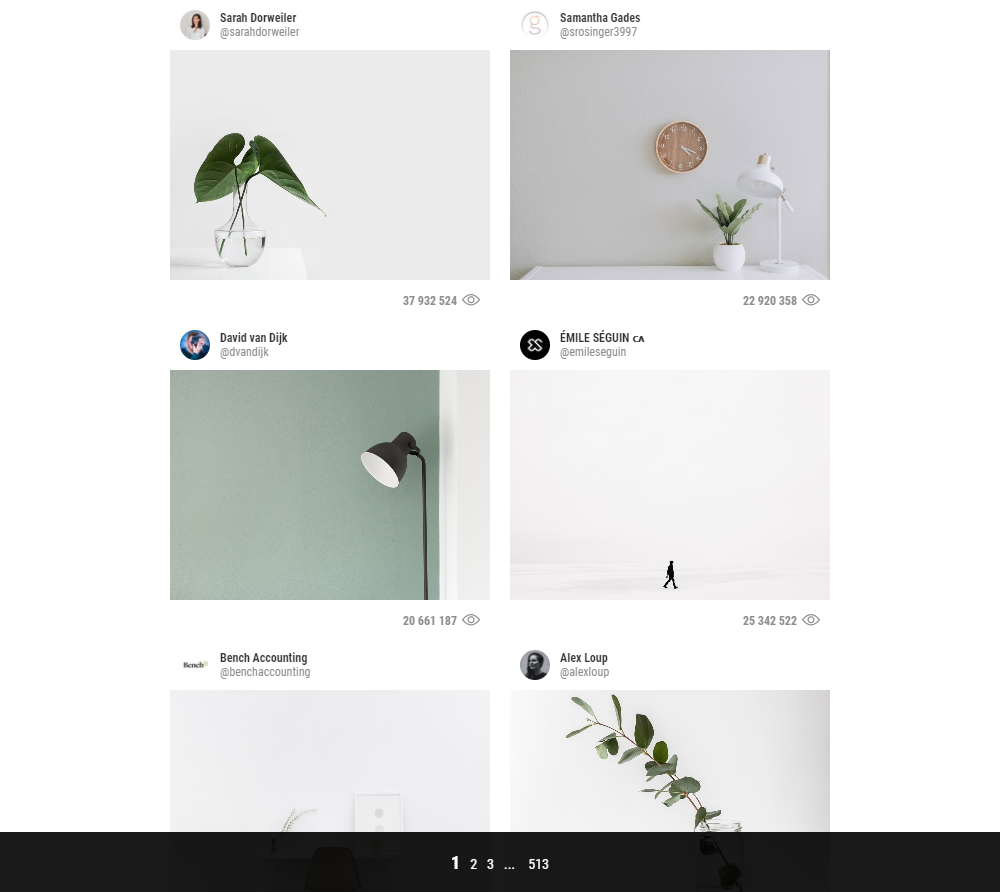 Sarah Dorweiler
@sarahdorweiler
Samantha Gades
@srosinger3997
37 932 524
22 920 358
David van Dijk
@dvandijk
ÉMILE SÉGUIN 🇨🇦
@emileseguin
20 661 187
25 342 522
Bench
Bench Accounting
@benchaccounting
Alex Loup
@alexloup
1 2 3 ... 513